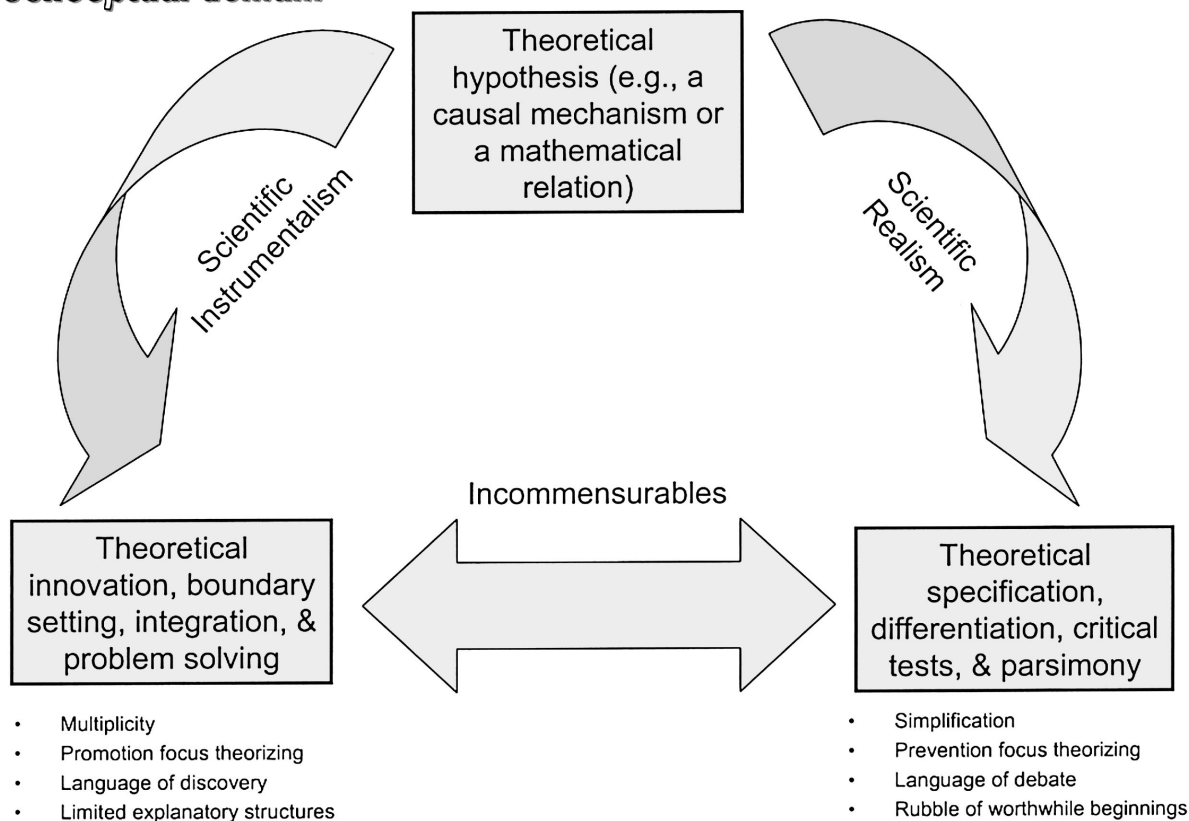 conceptual domain
Theoretical
hypothesis (e.g., a
causal mechanism or
a mathematical
relation)
Scientific
Instrumentalism
Scientific
Realism
Incommensurables
Theoretical
innovation, boundary
setting, integration, &
problem solving
Theoretical
specification,
differentiation, critical
tests, & parsimony
• Multiplicity
• Promotion focus theorizing
• Language of discovery
• Limited explanatory structures
• Simplification
• Prevention focus theorizing
• Language of debate
• Rubble of worthwhile beginnings